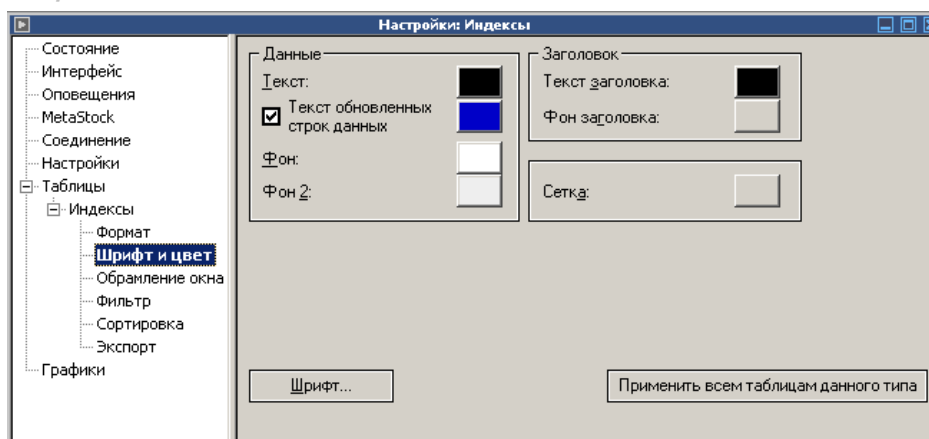 Настройки: Индексы
Состояние
Интерфейс
Оповещения
MetaStock
Соединение
Настройки
Таблицы
Индексы
Формат
Шрифт и цвет
Обрамление окна
Фильтр
Сортировка
Экспорт
Графики
Данные
Текст:
Текст обновленных
строк данных
Фон:
Фон 2:
Заголовок
Текст заголовка:
Фон заголовка:
Сетка:
Шрифт...
Применить всем таблицам данного типа